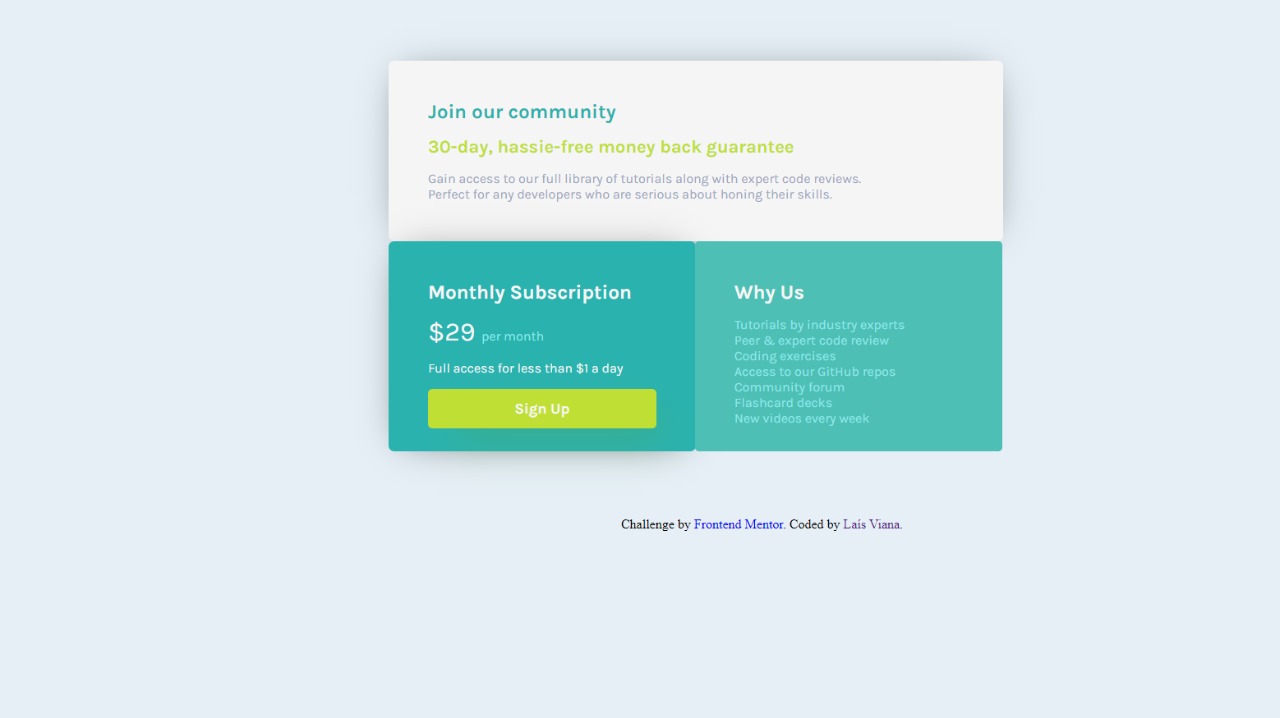 Join our community
30-day, hassie-free money back guarantee
Gain access to our full library of tutorials along with expert code reviews.
Perfect for any developers who are serious about honing their skills.
Monthly Subscription
$29 per month
Full access for less than $1 a day
Sign Up
Why Us
Tutorials by industry experts
Peer & expert code review
Coding exercises
Access to our GitHub repos
Community forum
Flashcard decks
New videos every week
Challenge by Frontend Mentor. Coded by Laís Viana.